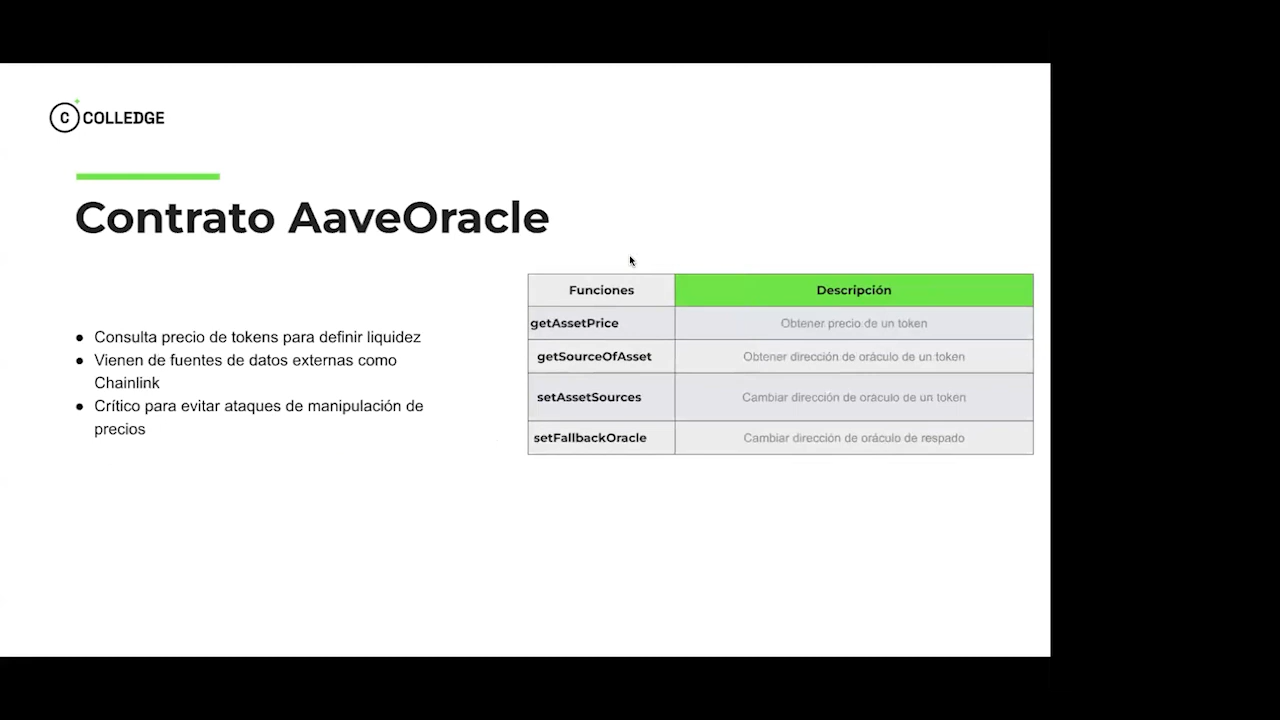 C COLLEDGE
Contrato AaveOracle
● Consulta precio de tokens para definir liquidez
● Vienen de fuentes de datos externas como
Chainlink
● Crítico para evitar ataques de manipulación de
precios
Funciones Descripción
getAssetPrice Obtener precio de un token
getSourceOfAsset Obtener dirección de oráculo de un token
setAssetSources Cambiar dirección de oráculo de un token
setFallbackOracle Cambiar dirección de oráculo de respado